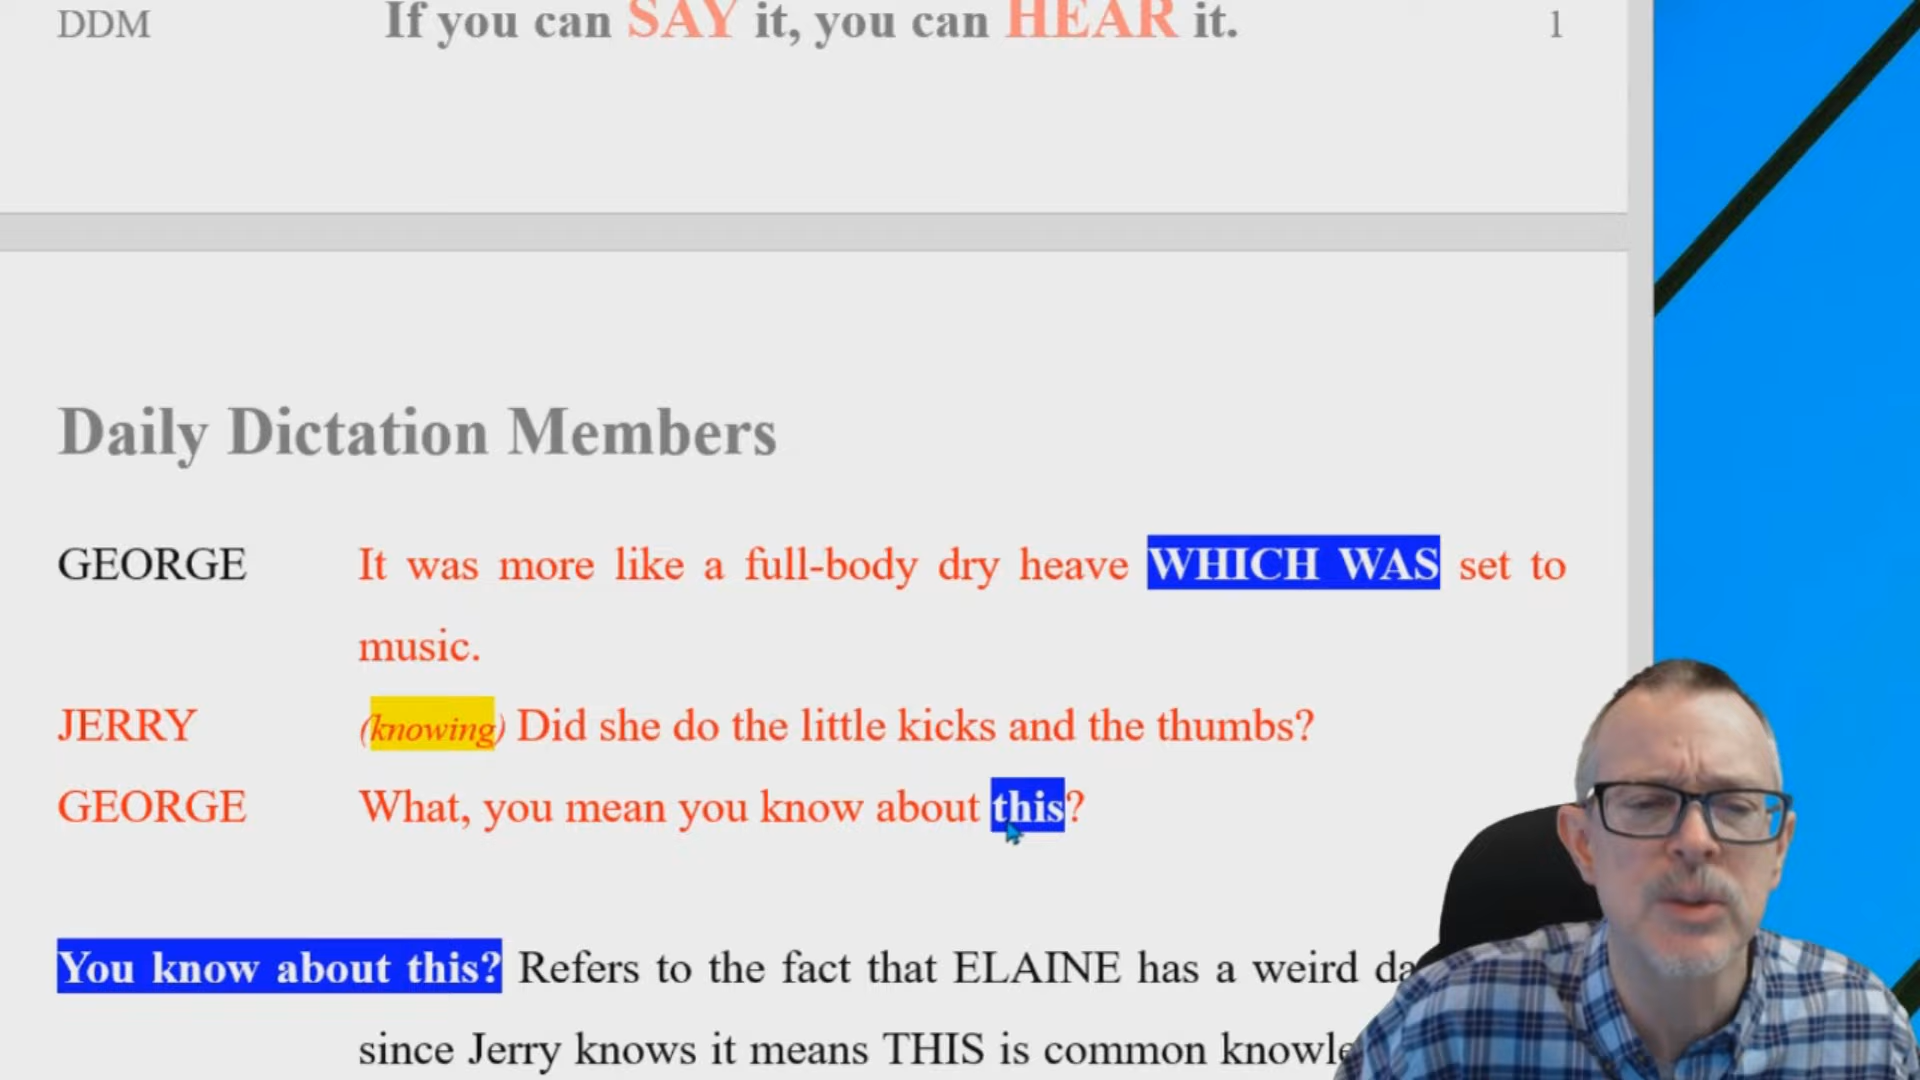 DDM If you can SAY it, you can HEAR it. 1
Daily Dictation Members
GEORGE It was more like a full-body dry heave WHICH WAS set to
music.
JERRY (knowing) Did she do the little kicks and the thumbs?
GEORGE What, you mean you know about this?
You know about this? Refers to the fact that ELAINE has a weird
since Jerry knows it means THIS is common